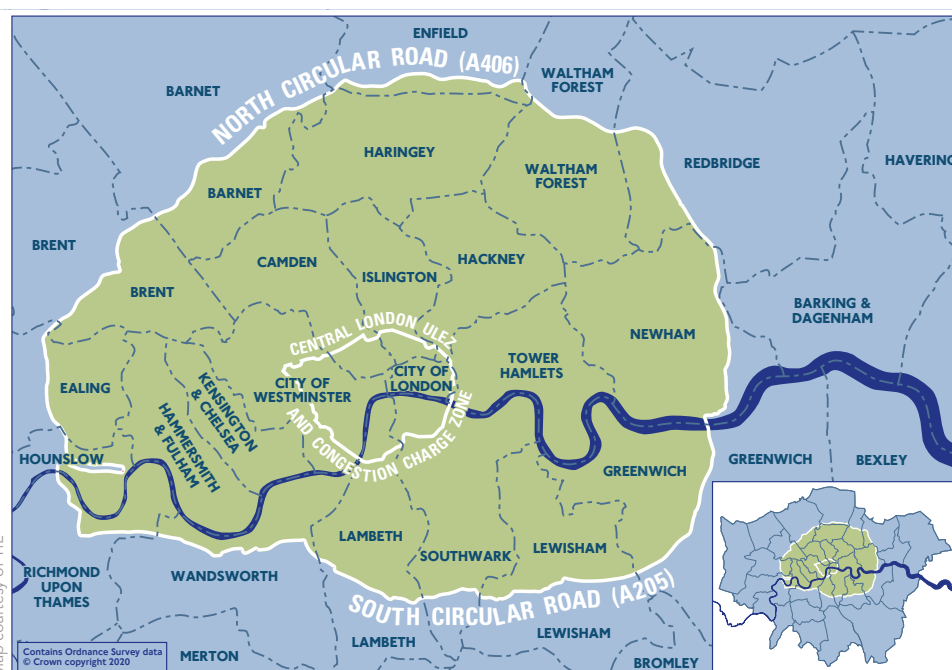 ENFIELD
NORTH CIRCULAR ROAD (A406)
BARNET
WALTHAM
FOREST
HARINGEY
REDBRIDGE
HAVERING
WALTHAM
FOREST
BARNET
BRENT
CAMDEN
ISLINGTON
HACKNEY
BRENT
BARKING &
DAGENHAM
CENTRAL LONDON ULEZ
NEWHAM
TOWER
HAMLETS
EALING
CITY OF
WESTMINSTER
CITY OF
LONDON
KENSINGTON
& CHELSEA
HAMMERSMITH
& FULHAM
AND CONGESTION CHARGE ZONE
HOUNSLOW
GREENWICH
GREENWICH
BEXLEY
LAMBETH
SOUTHWARK
LEWISHAM
RICHMOND
UPON
THAMES
WANDSWORTH
SOUTH CIRCULAR ROAD (A205)
LAMBETH
LEWISHAM
MERTON
BROMLEY
Contains Ordnance Survey data
© Crown copyright 2020